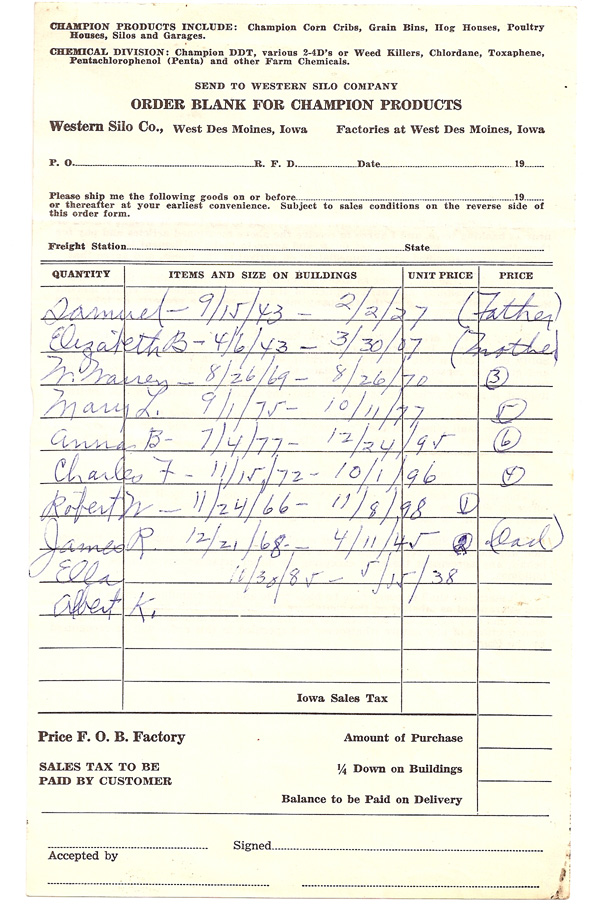 CHAMPION PRODUCTS INCLUDE: Champion Corn Cribs, Grain Bins, Hog Houses, Poultry
Houses, Silos and Garages.
CHEMICAL DIVISION: Champion DDT, various 2-4D's or Weed Killers, Chlordane, Toxaphene,
Pentachlorophenol (Penta) and other Farm Chemicals.
SEND TO WESTERN SILO COMPANY
ORDER BLANK FOR CHAMPION PRODUCTS
Western Silo Co., West Des Moines, Iowa Factories at West Des Moines, Iowa
P. O. R. F. D. Date 19
Please ship me the following goods on or before 19
or thereafter at your earliest convenience. Subject to sales conditions on the reverse side of
this order form.
Freight Station State
QUANTITY ITEMS AND SIZE ON BUILDINGS UNIT PRICE PRICE
Samuel - 9/15/43 - 2/2/27 (Father)
Elizabeth B - 4/6/43 - 3/30/07 (Mother
W. Warren - 8/26/69 - 8/26/70 3
Mary L. 9/1/75 - 10/11/77 5
Anna B - 7/4/77 - 12/24/95 6
Charles F - 11/15/72 - 10/1/96 4
Robert W - 11/24/66 - 11/8/98 1
James R. 12/21/68 - 4/11/45 2 (Dad)
Ella 11/30/85 - 5/15/38
Albert K.
Iowa Sales Tax
Price F. O. B. Factory Amount of Purchase
SALES TAX TO BE
PAID BY CUSTOMER
¼ Down on Buildings
Balance to be Paid on Delivery
Signed
Accepted by